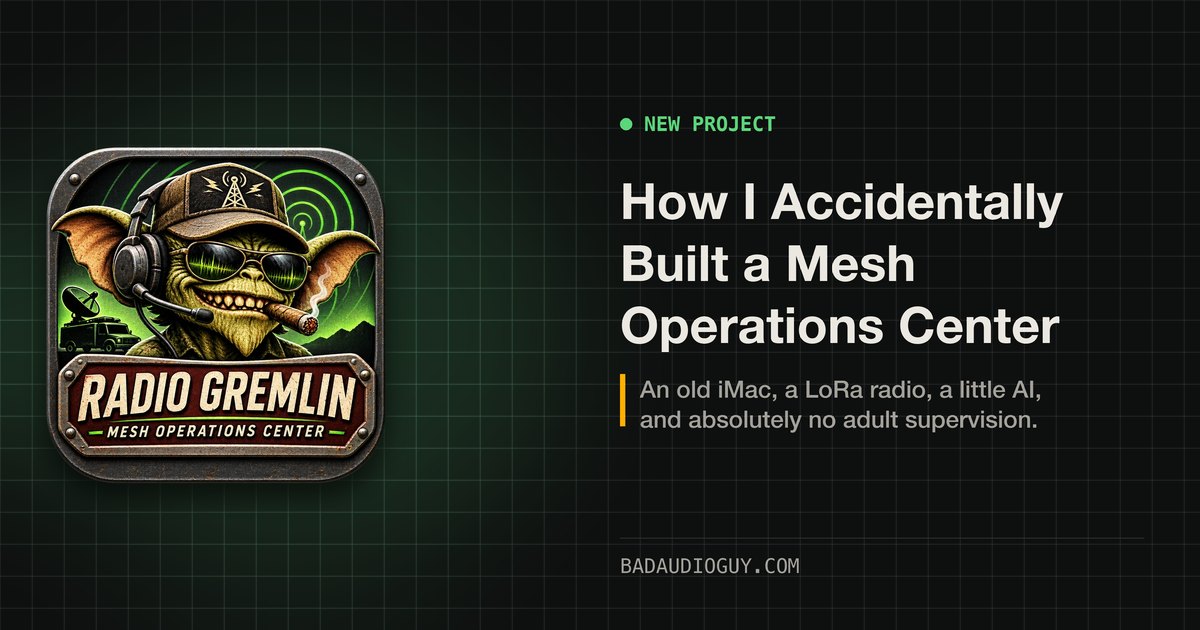 RADIO GREMLIN
MESH OPERATIONS CENTER
NEW PROJECT
How I Accidentally
Built a Mesh
Operations Center
An old iMac, a LoRa radio, a little AI,
and absolutely no adult supervision.
BADAUDIOGUY.COM